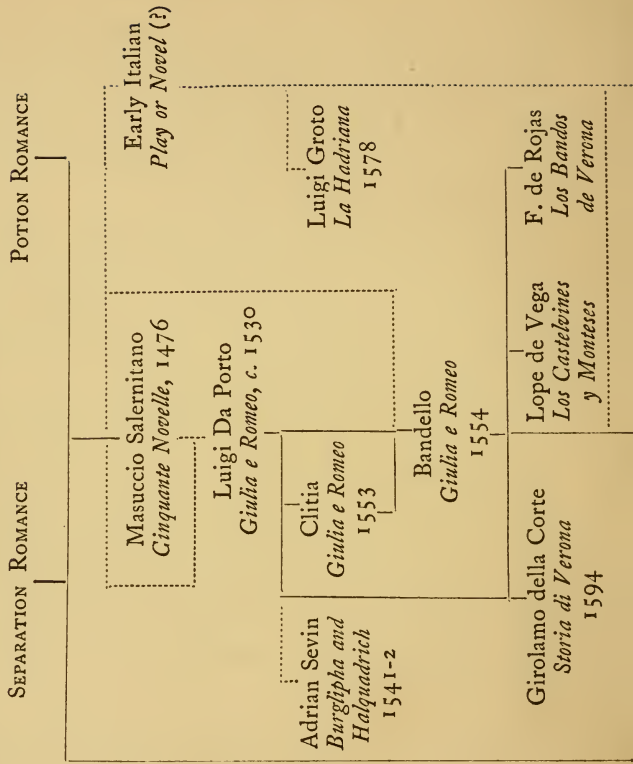 SEPARATION ROMANCE
POTION ROMANCE
Masuccio Salernitano
Cinquante Novelle, 1476
Early Italian
Play or Novel (?)
Luigi Da Porto
Giulia e Romeo, c. 1530
Adrian Sevin
Burglipha and
Halquadrich
1541-2
Clitia
Giulia e Romeo
1553
Luigi Groto
La Hadriana
1578
Bandello
Giulia e Romeo
1554
Girolamo della Corte
Storia di Verona
1594
Lope de Vega
Los Castelvines
y Monteses
F. de Rojas
Los Bandos
de Verona